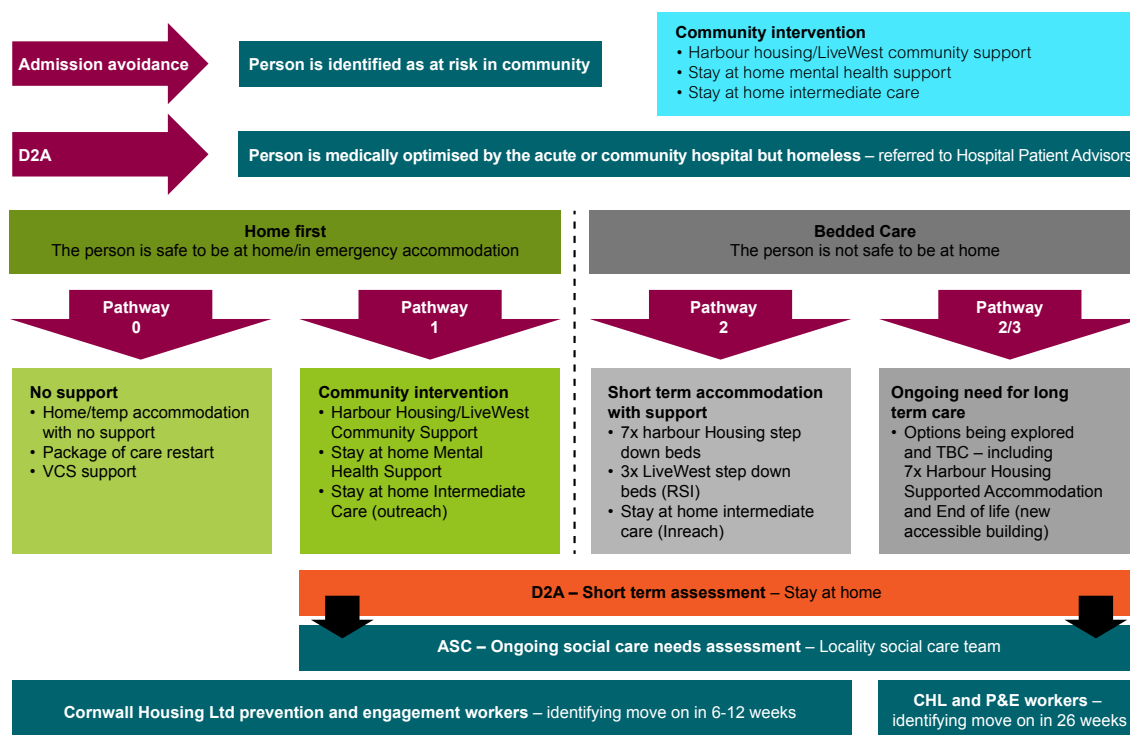 Admission avoidance
Person is identified as at risk in community
Community intervention
• Harbour housing/LiveWest community support
• Stay at home mental health support
• Stay at home intermediate care
D2A
Person is medically optimised by the acute or community hospital but homeless – referred to Hospital Patient Advisors
Home first
The person is safe to be at home/in emergency accommodation
Bedded Care
The person is not safe to be at home
Pathway
0
Pathway
1
Pathway
2
Pathway
2/3
No support
• Home/temp accommodation
with no support
• Package of care restart
• VCS support
Community intervention
• Harbour Housing/LiveWest
Community Support
• Stay at home Mental
Health Support
• Stay at home Intermediate
Care (outreach)
Short term accommodation
with support
• 7x harbour Housing step
down beds
• 3x LiveWest step down
beds (RSI)
• Stay at home intermediate
care (Inreach)
Ongoing need for long
term care
• Options being explored
and TBC – including
7x Harbour Housing
Supported Accommodation
and End of life (new
accessible building)
D2A – Short term assessment – Stay at home
ASC – Ongoing social care needs assessment – Locality social care team
Cornwall Housing Ltd prevention and engagement workers – identifying move on in 6-12 weeks
CHL and P&E workers –
identifying move on in 26 weeks